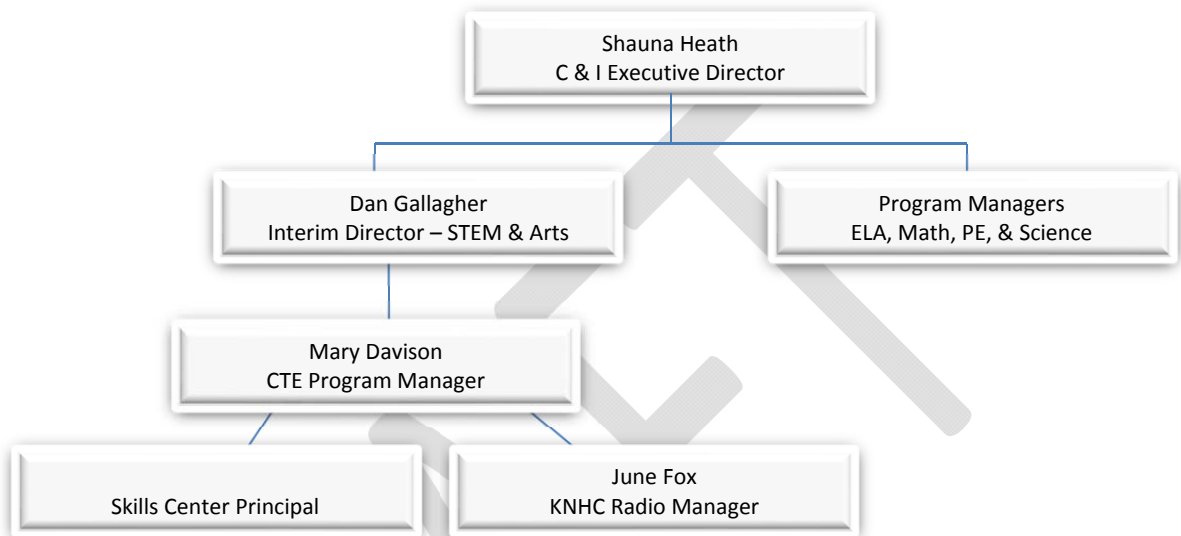 Shauna Heath
C & I Executive Director
Dan Gallagher
Interim Director – STEM & Arts
Program Managers
ELA, Math, PE, & Science
Mary Davison
CTE Program Manager
Skills Center Principal
June Fox
KNHC Radio Manager